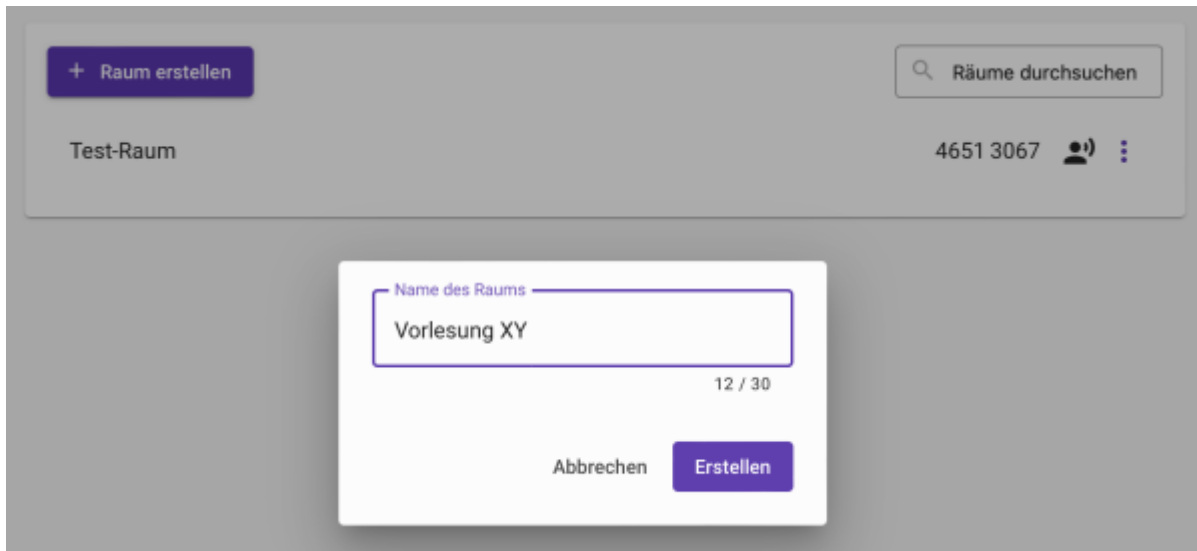 + Raum erstellen
Räume durchsuchen
Test-Raum
4651 3067
Name des Raums
Vorlesung XY
12 / 30
Abbrechen
Erstellen